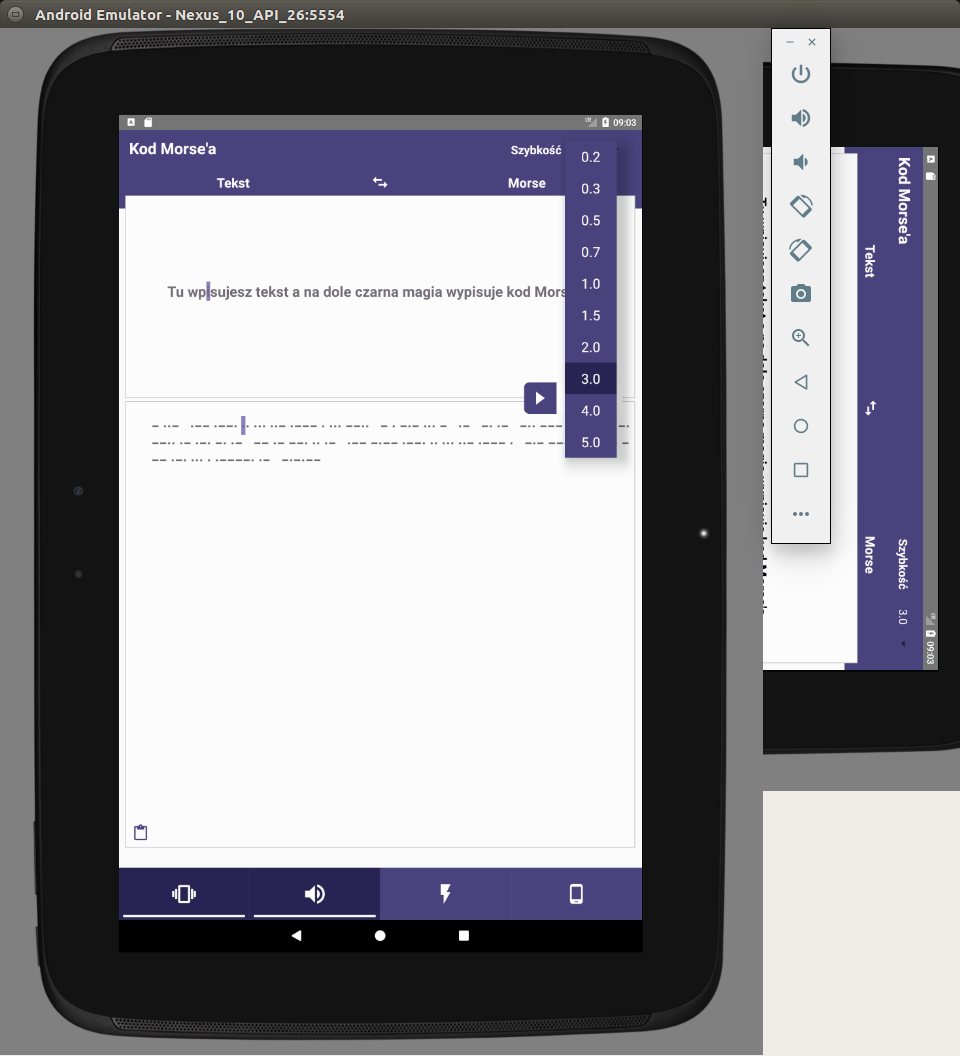 Android Emulator - Nexus_10_API_26:5554
09:03
Kod Morse'a
Szybkość
Tekst
Morse
0.2
0.3
0.5
0.7
1.0
1.5
2.0
3.0
4.0
5.0
Tu wpisujesz tekst a na dole czarna magia wypisuje kod Mors
Kod Morse'a
Tekst
Morse
Szybkość 3.0
09:03